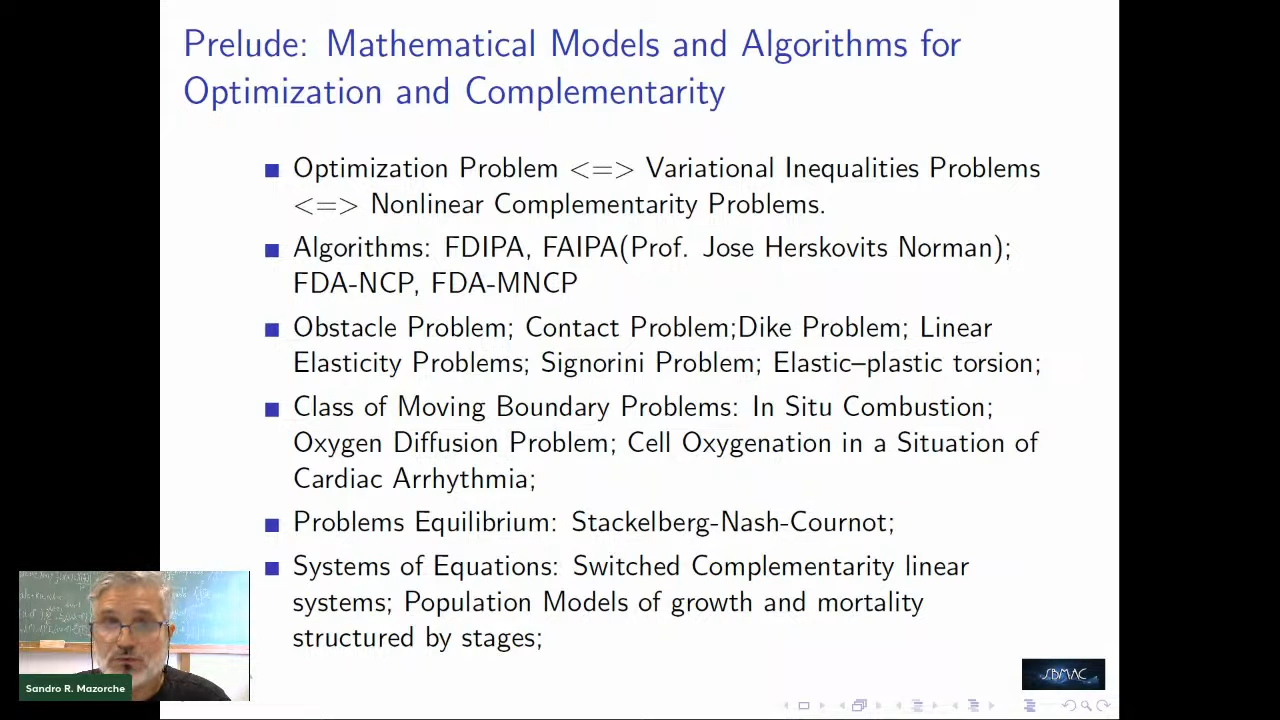 Prelude: Mathematical Models and Algorithms for
Optimization and Complementarity
Optimization Problem <=> Variational Inequalities Problems
<=> Nonlinear Complementarity Problems.
Algorithms: FDIPA, FAIPA(Prof. Jose Herskovits Norman);
FDA-NCP, FDA-MNCP
Obstacle Problem; Contact Problem;Dike Problem; Linear
Elasticity Problems; Signorini Problem; Elastic–plastic torsion;
Class of Moving Boundary Problems: In Situ Combustion;
Oxygen Diffusion Problem; Cell Oxygenation in a Situation of
Cardiac Arrhythmia;
Problems Equilibrium: Stackelberg-Nash-Cournot;
Systems of Equations: Switched Complementarity linear
systems; Population Models of growth and mortality
structured by stages;
Sandro R. Mazorche
SBMAC